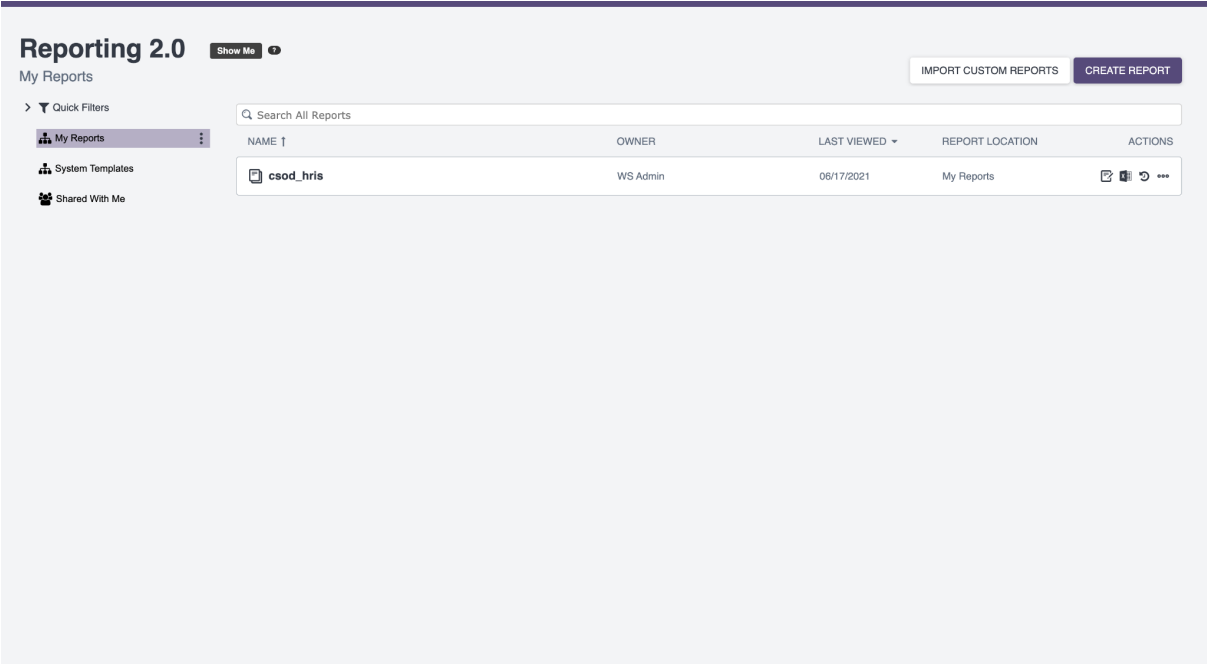 Reporting 2.0 Show Me ?
My Reports
IMPORT CUSTOM REPORTS CREATE REPORT
Quick Filters
My Reports
System Templates
Shared With Me
Search All Reports
NAME ↑ OWNER LAST VIEWED REPORT LOCATION ACTIONS
csod_hris WS Admin 06/17/2021 My Reports